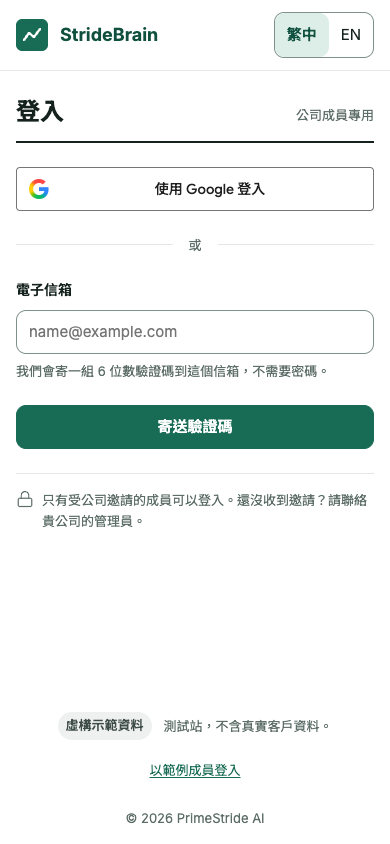 StrideBrain
繁中 EN
登入
公司成員專用
使用 Google 登入
或
電子信箱
name@example.com
我們會寄一組 6 位數驗證碼到這個信箱，不需要密碼。
寄送驗證碼
只有受公司邀請的成員可以登入。還沒收到邀請？請聯絡
貴公司的管理員。
虛構示範資料 測試站，不含真實客戶資料。
以範例成員登入
© 2026 PrimeStride AI